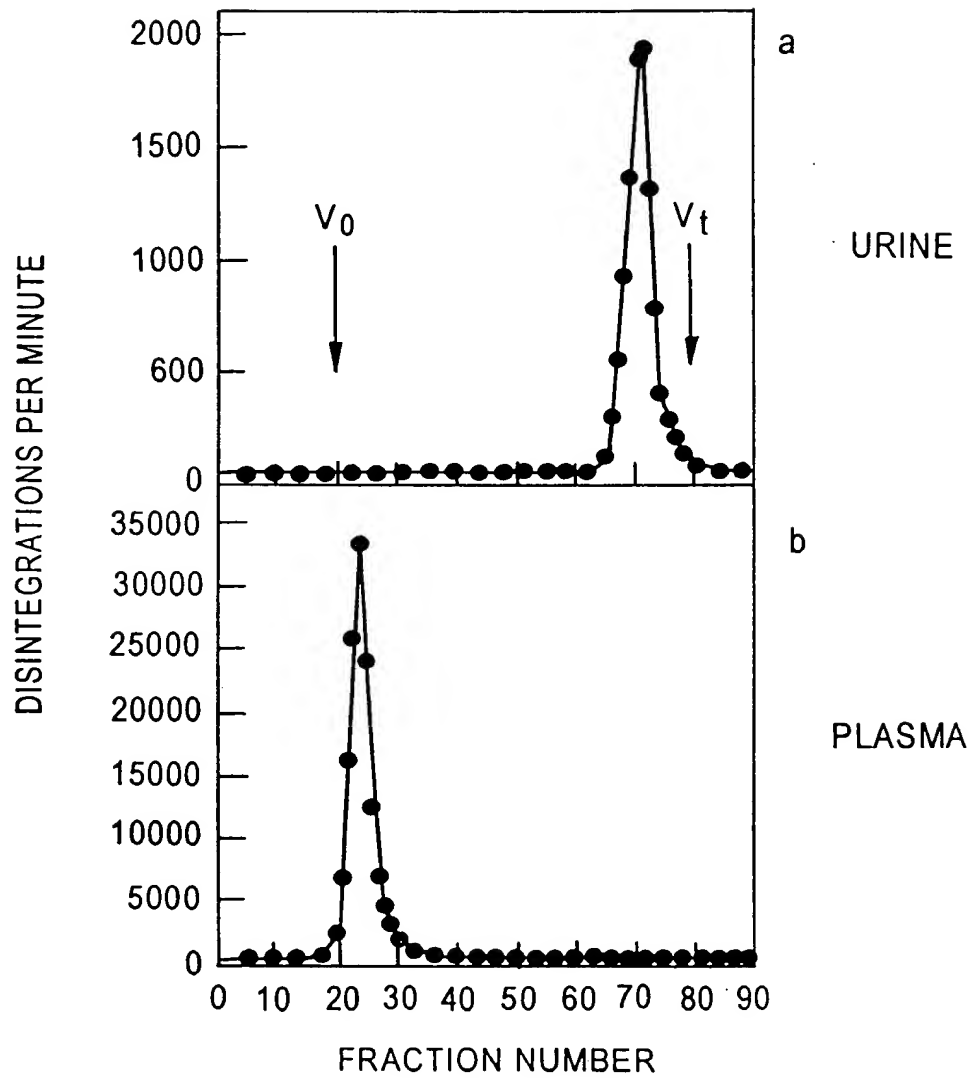 DISINTEGRATIONS PER MINUTE
a
2000
1500
1000
600
0
V0
Vt
URINE
b
35000
30000
25000
20000
15000
10000
5000
0
PLASMA
0 10 20 30 40 50 60 70 80 90
FRACTION NUMBER